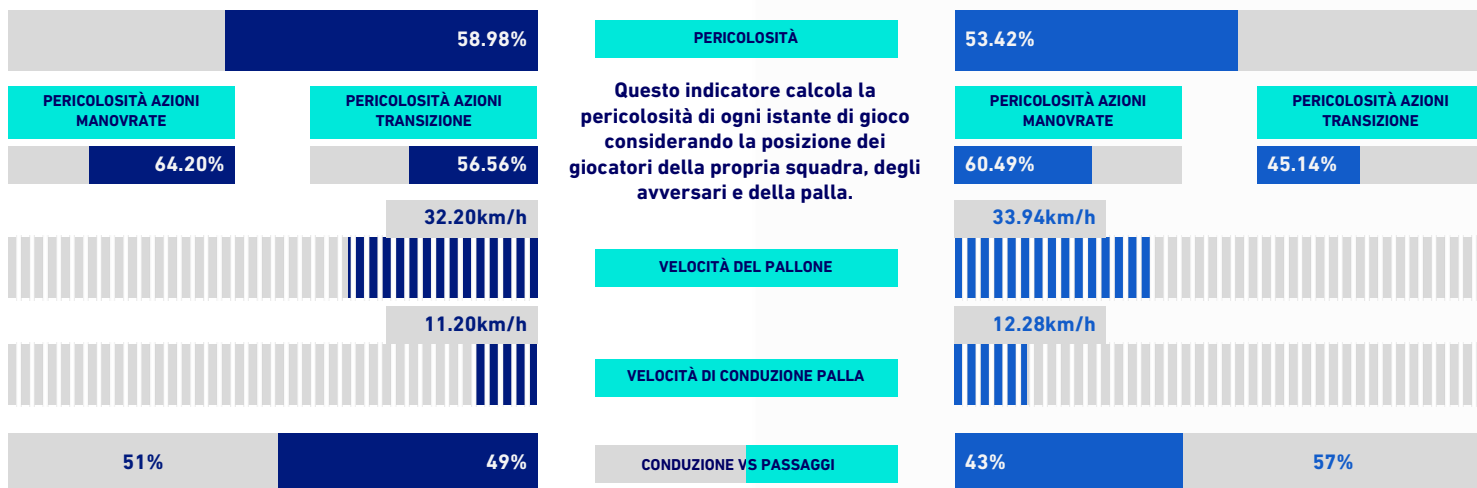 58.98%
PERICOLOSITÀ
53.42%
PERICOLOSITÀ AZIONI
MANOVRATE
PERICOLOSITÀ AZIONI
TRANSIZIONE
Questo indicatore calcola la
pericolosità di ogni istante di gioco
considerando la posizione dei
giocatori della propria squadra, degli
avversari e della palla.
PERICOLOSITÀ AZIONI
MANOVRATE
PERICOLOSITÀ AZIONI
TRANSIZIONE
64.20%
56.56%
60.49%
45.14%
32.20km/h
33.94km/h
VELOCITÀ DEL PALLONE
11.20km/h
12.28km/h
VELOCITÀ DI CONDUZIONE PALLA
51%
49%
CONDUZIONE VS PASSAGGI
43%
57%